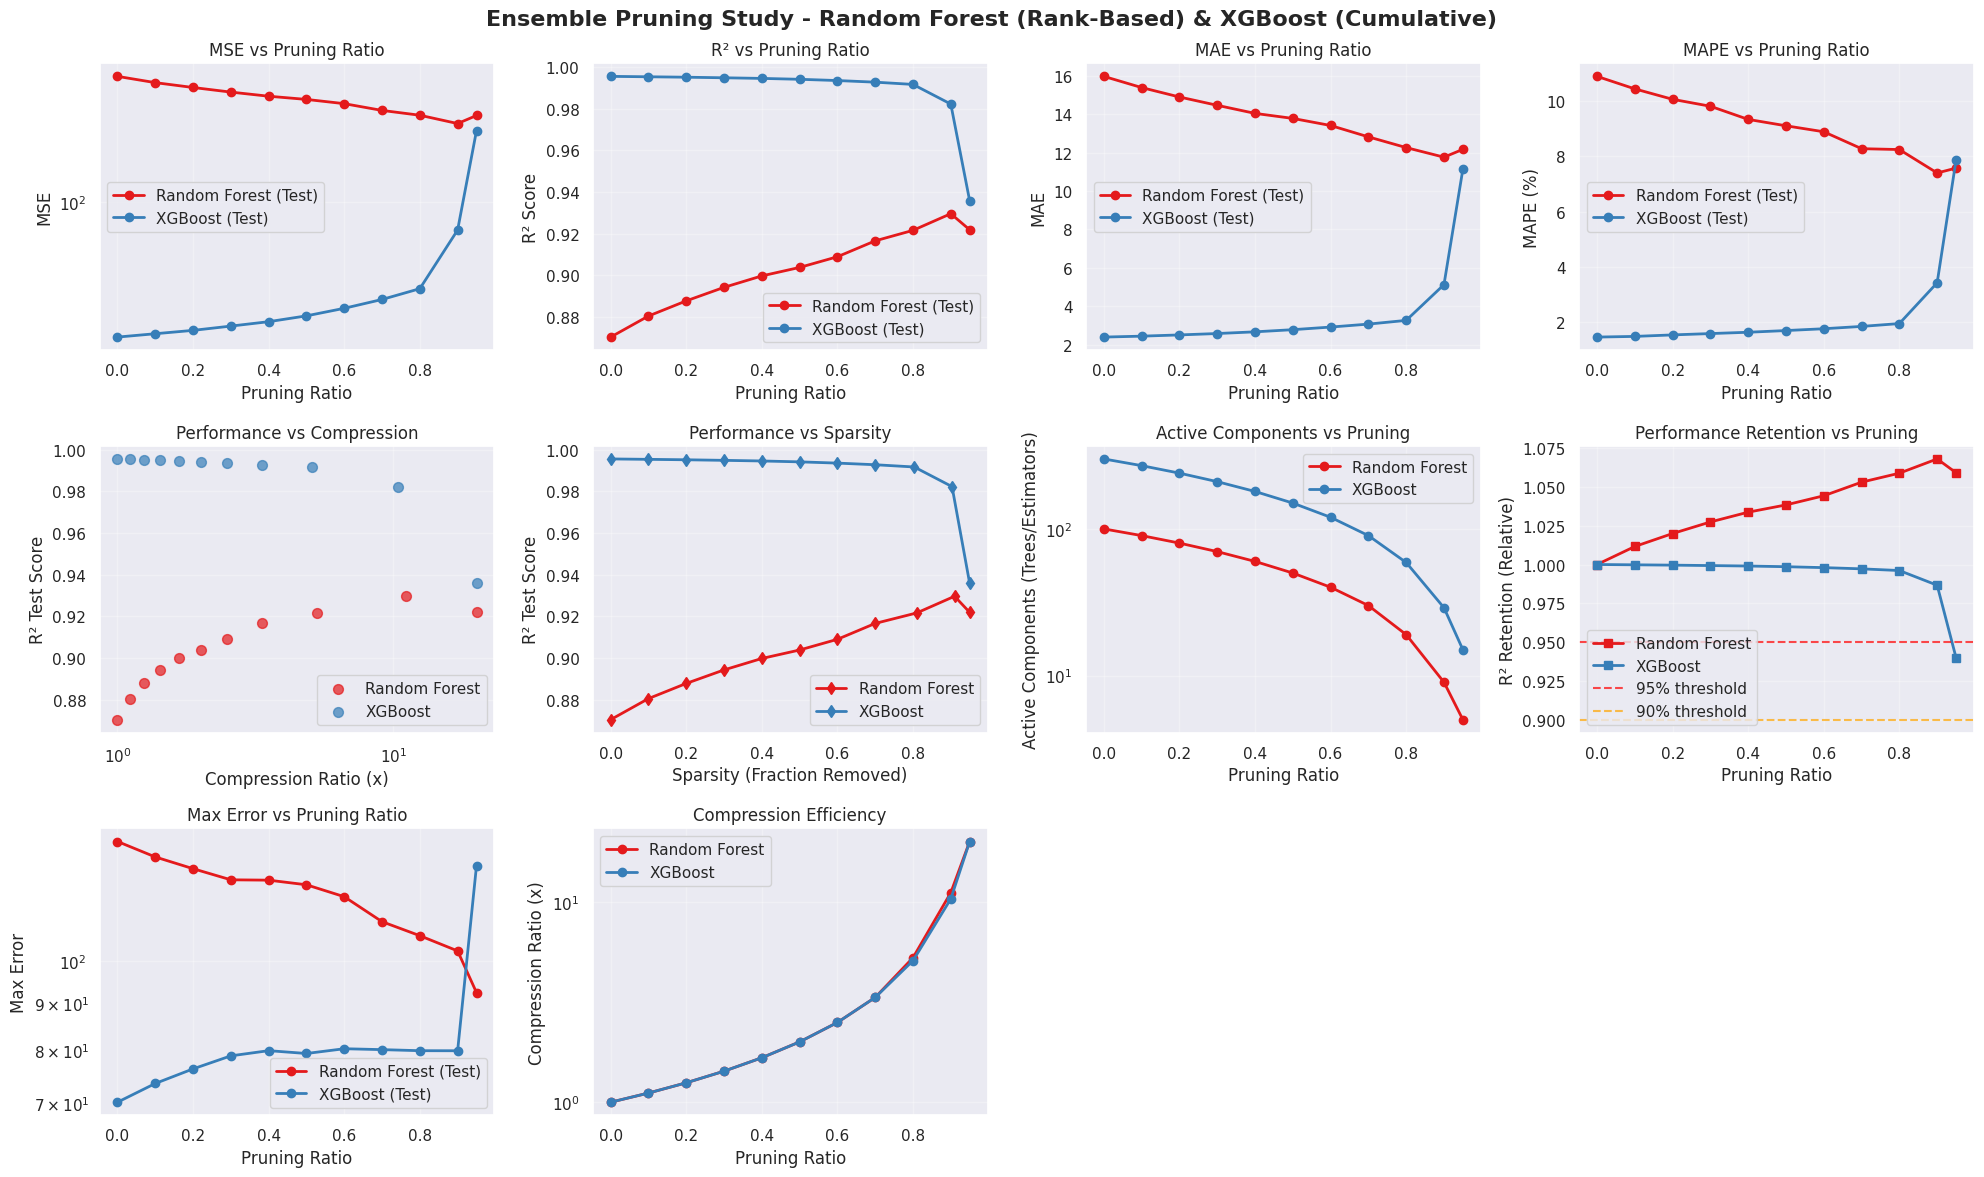 Ensemble Pruning Study - Random Forest (Rank-Based) & XGBoost (Cumulative)
MSE vs Pruning Ratio
MSE
10²
Random Forest (Test)
XGBoost (Test)
0.0 0.2 0.4 0.6 0.8
Pruning Ratio
R² vs Pruning Ratio
R² Score
1.00
0.98
0.96
0.94
0.92
0.90
0.88
Random Forest (Test)
XGBoost (Test)
0.0 0.2 0.4 0.6 0.8
Pruning Ratio
MAE vs Pruning Ratio
MAE
16
14
12
10
8
6
4
2
Random Forest (Test)
XGBoost (Test)
0.0 0.2 0.4 0.6 0.8
Pruning Ratio
MAPE vs Pruning Ratio
MAPE (%)
10
8
6
4
2
Random Forest (Test)
XGBoost (Test)
0.0 0.2 0.4 0.6 0.8
Pruning Ratio
Performance vs Compression
R² Test Score
1.00
0.98
0.96
0.94
0.92
0.90
0.88
Random Forest
XGBoost
10⁰ 10¹
Compression Ratio (x)
Performance vs Sparsity
R² Test Score
1.00
0.98
0.96
0.94
0.92
0.90
0.88
Random Forest
XGBoost
0.0 0.2 0.4 0.6 0.8
Sparsity (Fraction Removed)
Active Components vs Pruning
Active Components (Trees/Estimators)
10²
10¹
Random Forest
XGBoost
0.0 0.2 0.4 0.6 0.8
Pruning Ratio
Performance Retention vs Pruning
R² Retention (Relative)
1.075
1.050
1.025
1.000
0.975
0.950
0.925
0.900
Random Forest
XGBoost
95% threshold
90% threshold
0.0 0.2 0.4 0.6 0.8
Pruning Ratio
Max Error vs Pruning Ratio
Max Error
10²
9 × 10¹
8 × 10¹
7 × 10¹
Random Forest (Test)
XGBoost (Test)
0.0 0.2 0.4 0.6 0.8
Pruning Ratio
Compression Efficiency
Compression Ratio (x)
10¹
10⁰
Random Forest
XGBoost
0.0 0.2 0.4 0.6 0.8
Pruning Ratio